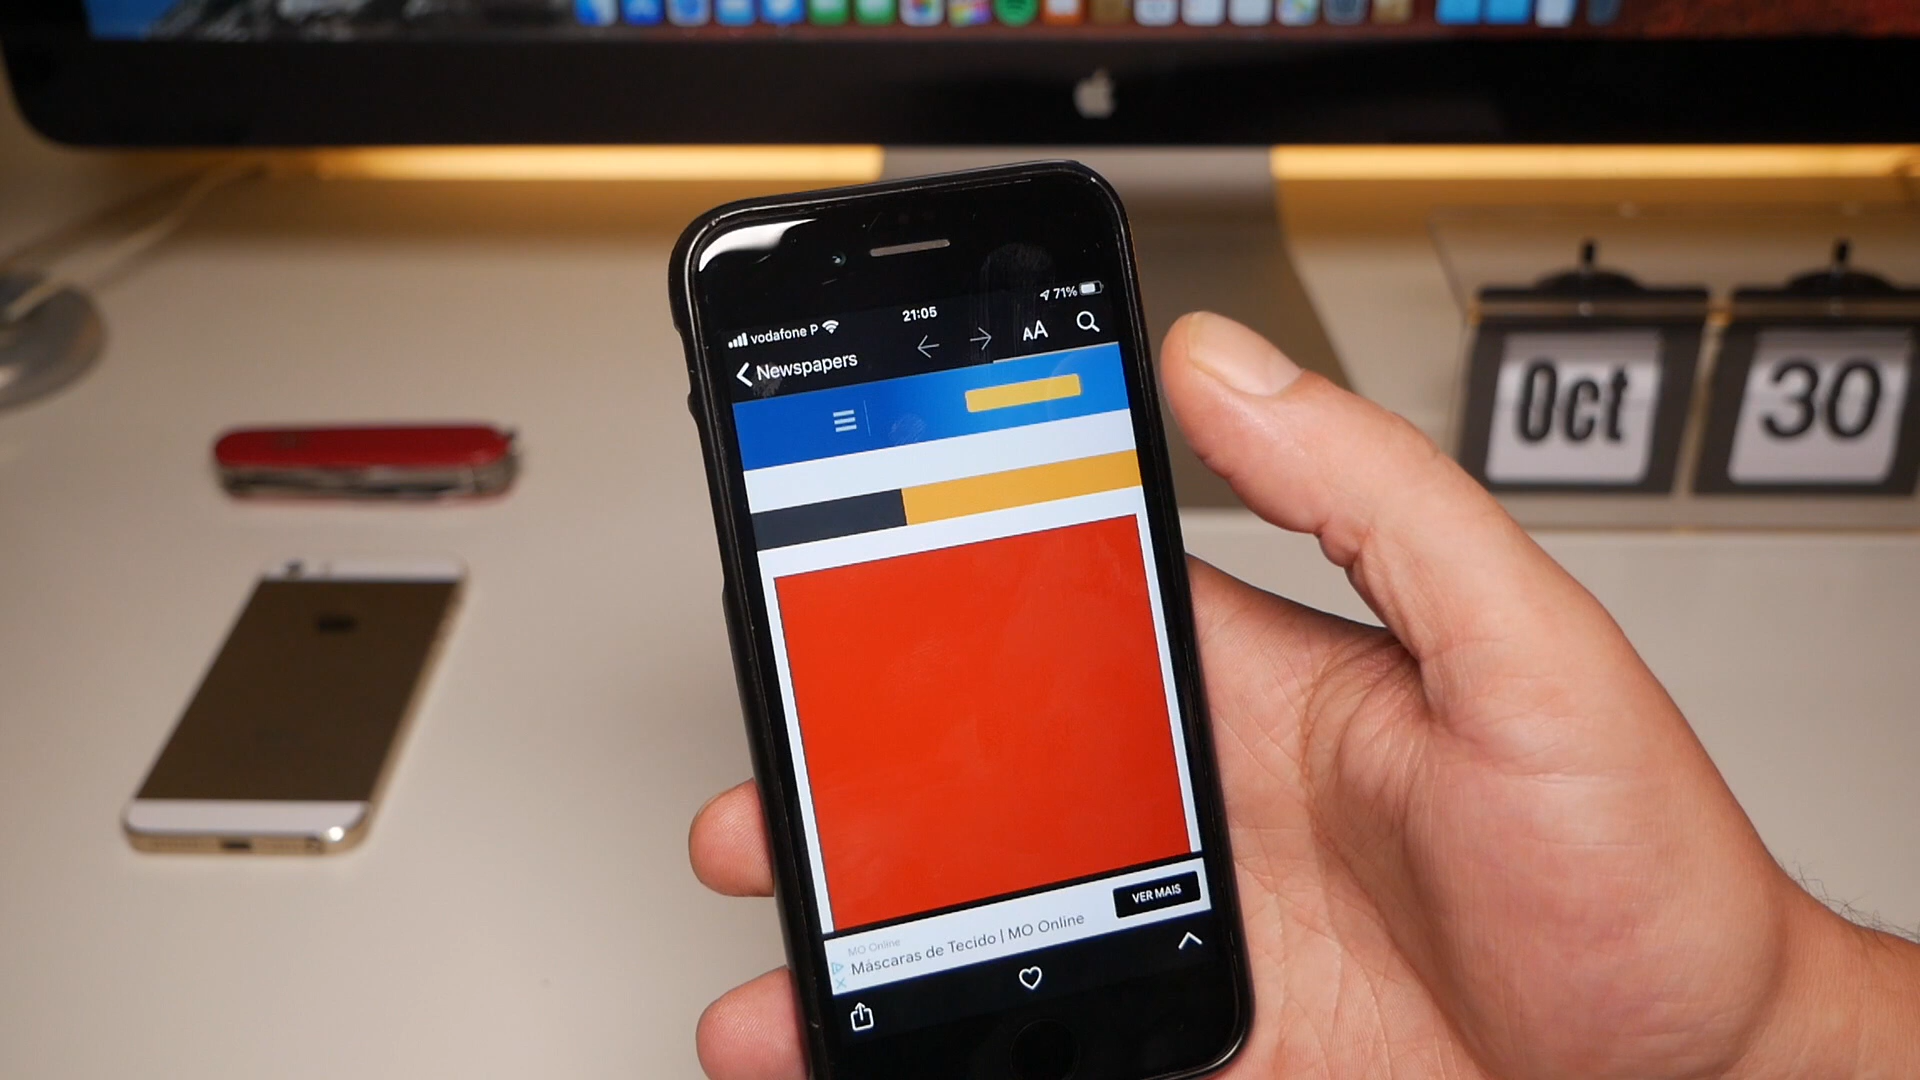 vodafone P
21:05
71%
Newspapers
AA
Oct
30
MO Online
Máscaras de Tecido | MO Online
VER MAIS